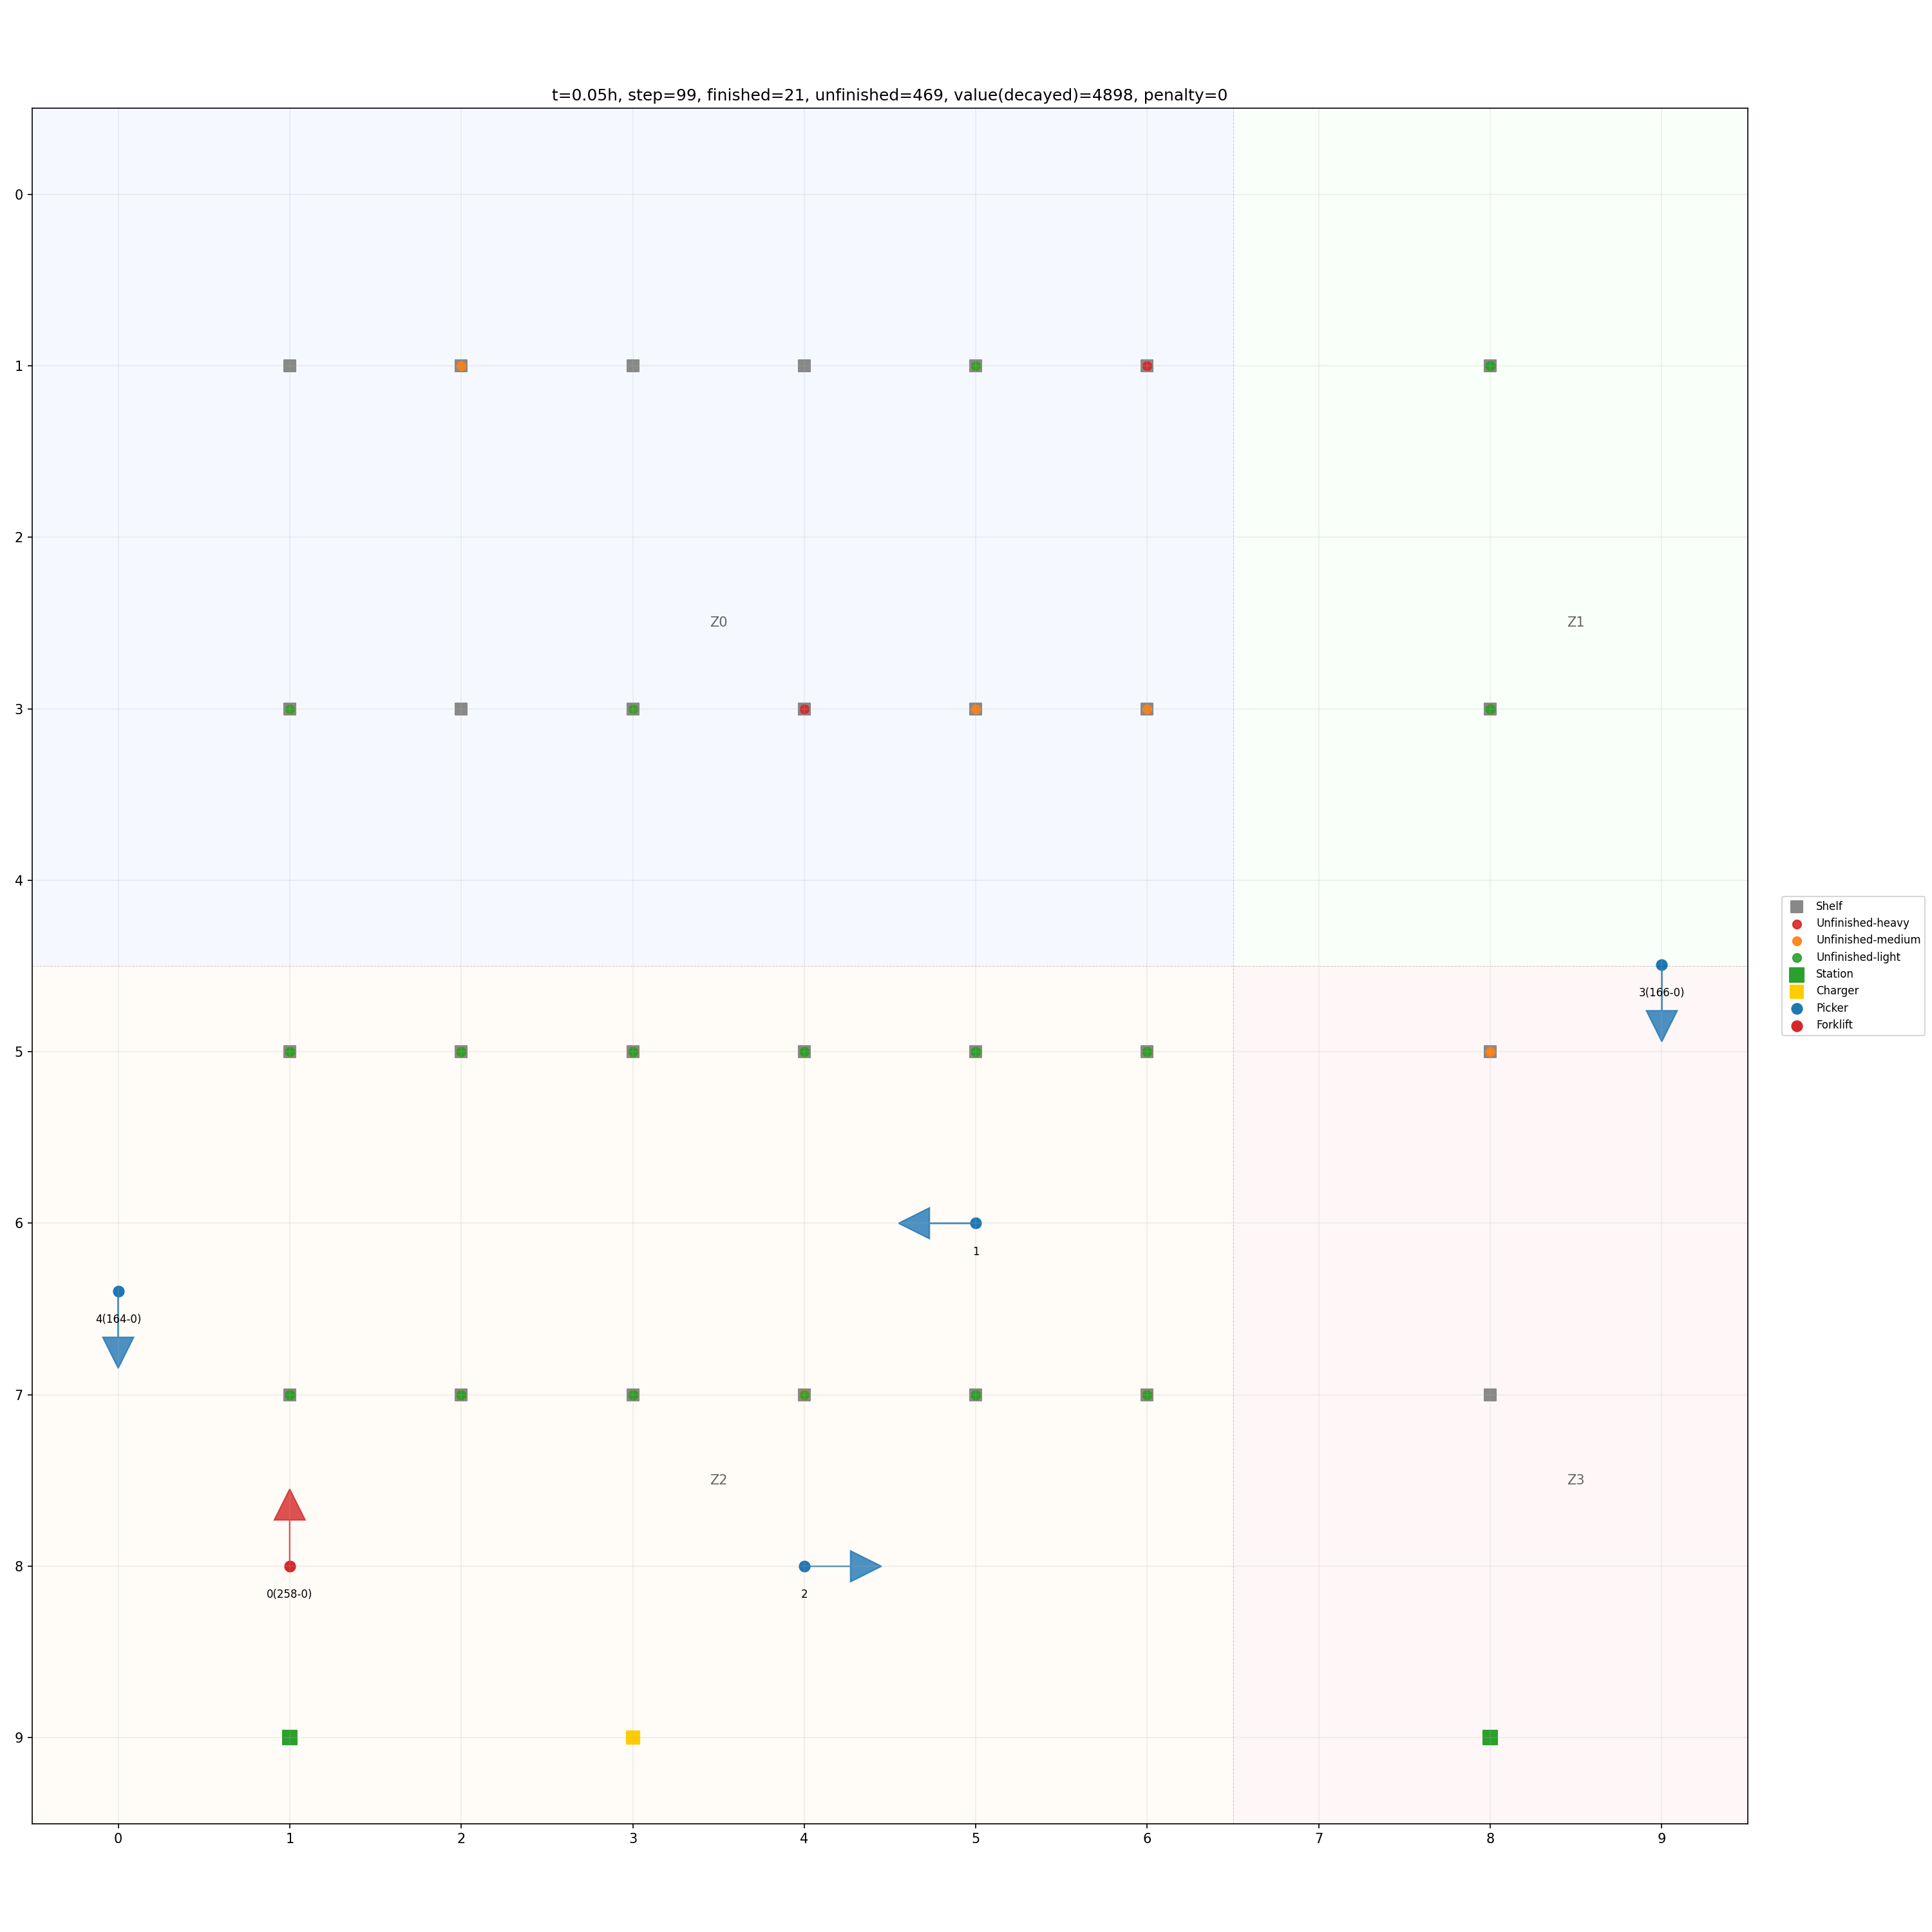 t=0.05h, step=99, finished=21, unfinished=469, value(decayed)=4898, penalty=0
0
1
2
Z0
Z1
3
4
Shelf
Unfinished-heavy
Unfinished-medium
Unfinished-light
Station
Charger
Picker
Forklift
3(166-0)
5
6
1
4(164-0)
7
Z2
Z3
8
0(258-0)
2
9
0
1
2
3
4
5
6
7
8
9